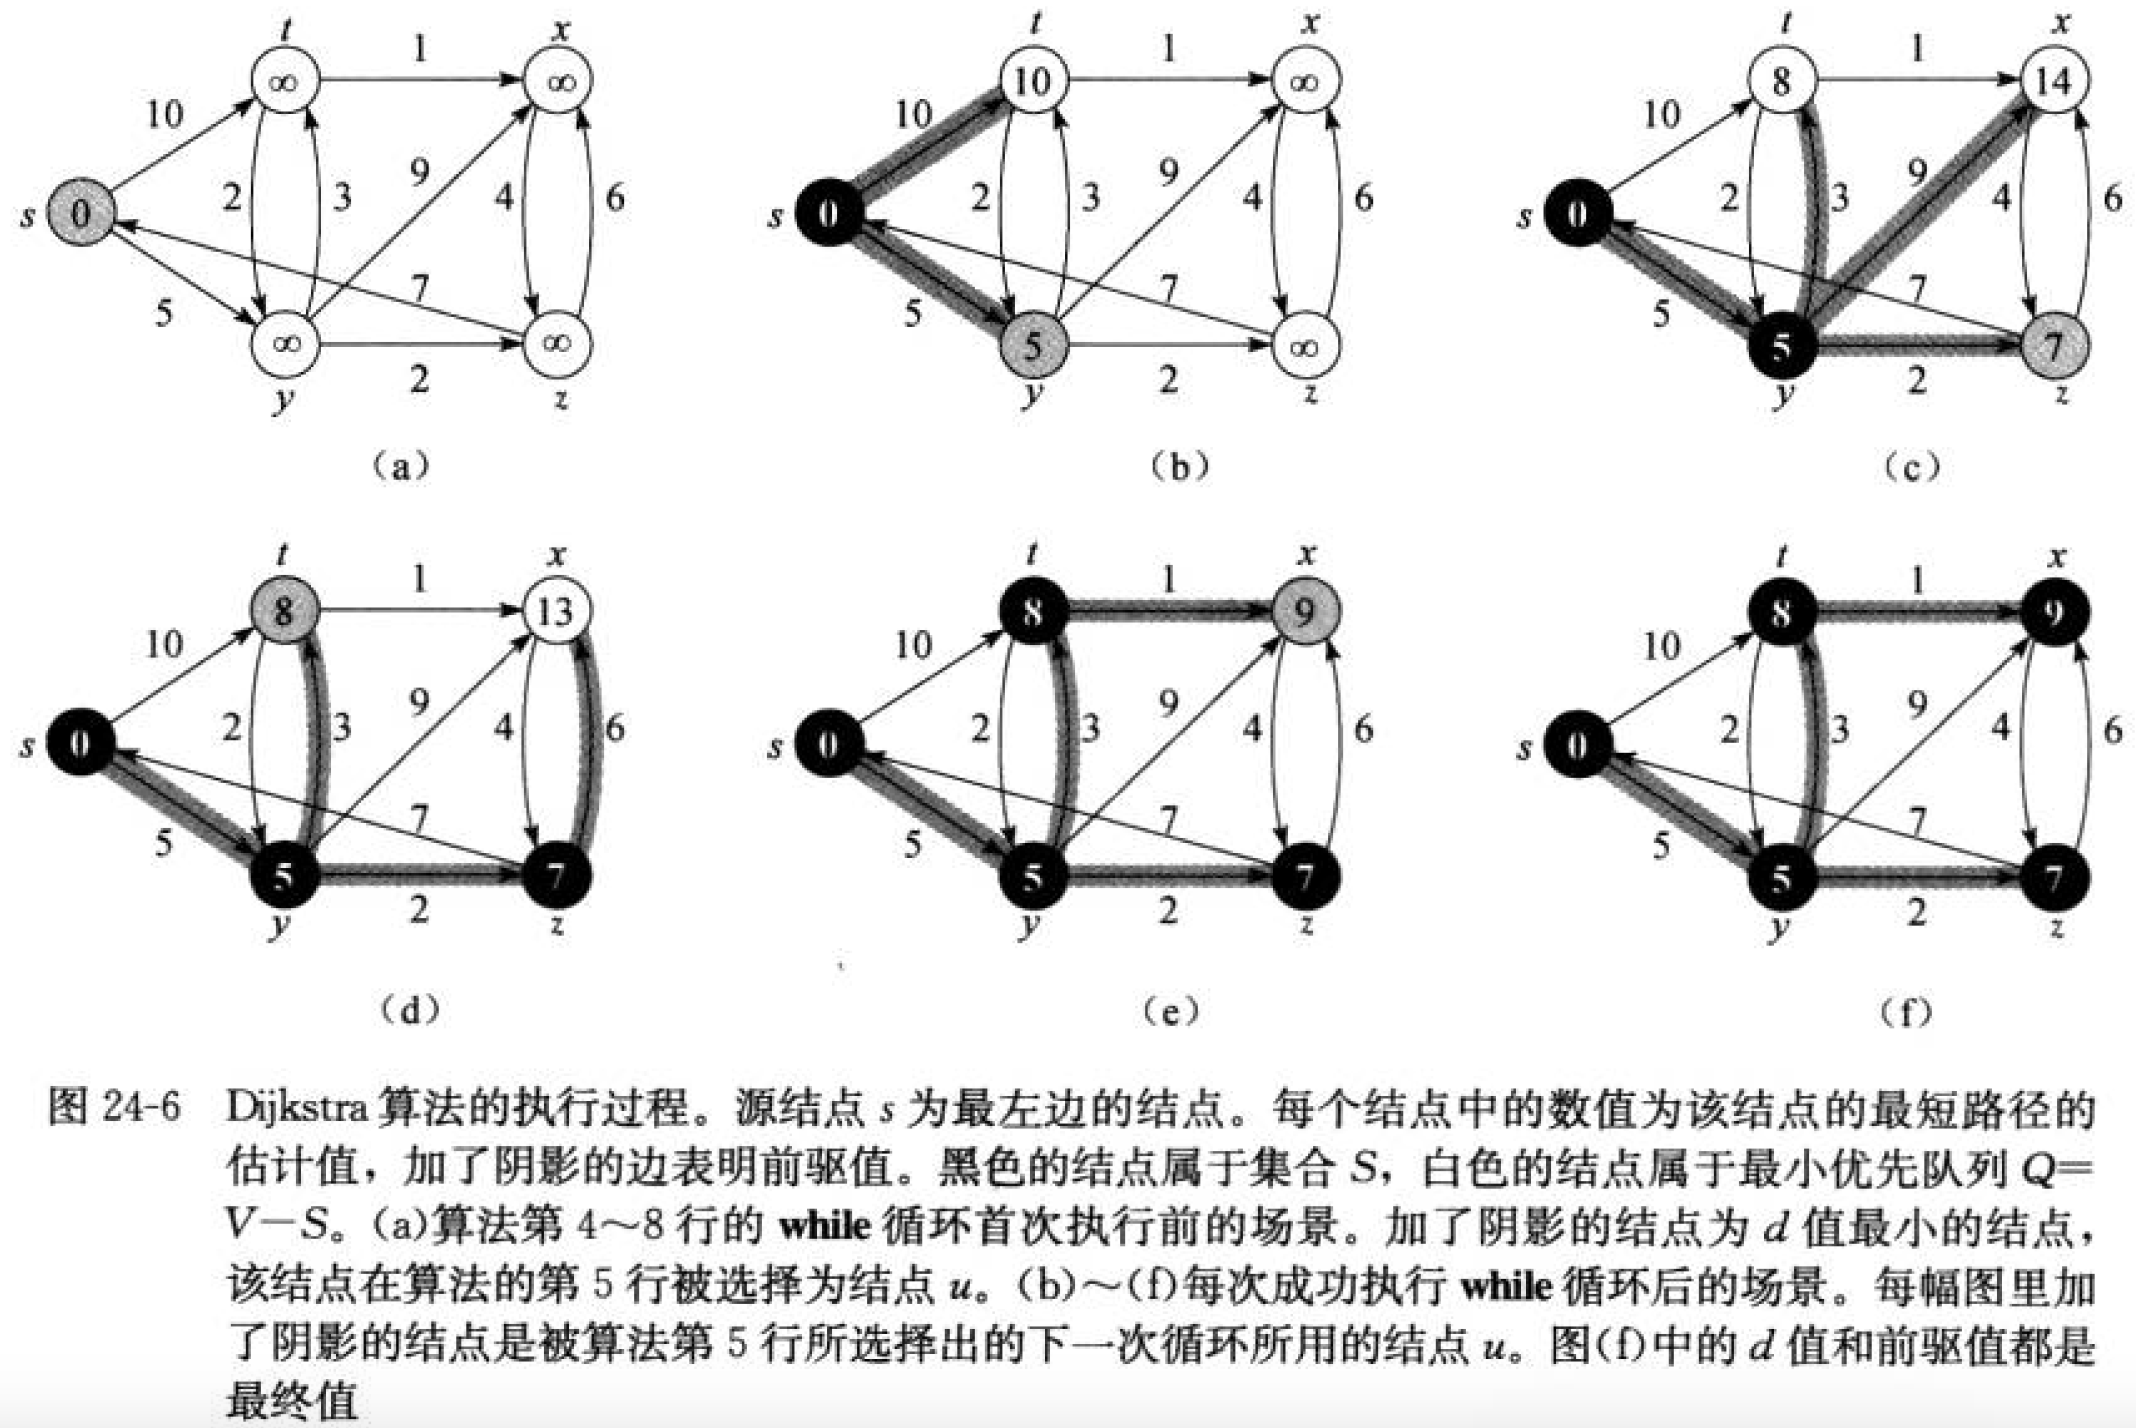 t x
1
∞ ∞
10
9
s 0 2 3 4 6
7
5
∞ ∞
2
y z
(a)
t x
1
10 ∞
10
9
s 0 2 3 4 6
7
5
5 ∞
2
y z
(b)
t x
1
8 14
10
9
s 0 2 3 4 6
7
5
5 7
2
y z
(c)
t x
1
8 13
10
9
s 0 2 3 4 6
7
5
5 7
2
y z
(d)
t x
1
8 9
10
9
s 0 2 3 4 6
7
5
5 7
2
y z
(e)
t x
1
8 9
10
9
s 0 2 3 4 6
7
5
5 7
2
y z
(f)
图 24-6 Dijkstra 算法的执行过程。源结点 s 为最左边的结点。每个结点中的数值为该结点的最短路径的
估计值，加了阴影的边表明前驱值。黑色的结点属于集合 S，白色的结点属于最小优先队列 Q=
V-S。(a)算法第 4～8 行的 while 循环首次执行前的场景。加了阴影的结点为 d 值最小的结点，
该结点在算法的第 5 行被选择为结点 u。(b)～(f)每次成功执行 while 循环后的场景。每幅图里加
了阴影的结点是被算法第 5 行所选择出的下一次循环所用的结点 u。图(f)中的 d 值和前驱值都是
最终值